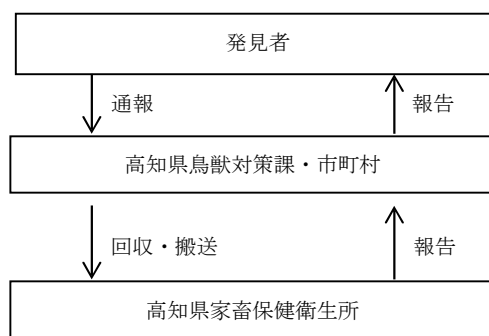 発見者
通報
報告
高知県鳥獣対策課・市町村
回収・搬送
報告
高知県家畜保健衛生所